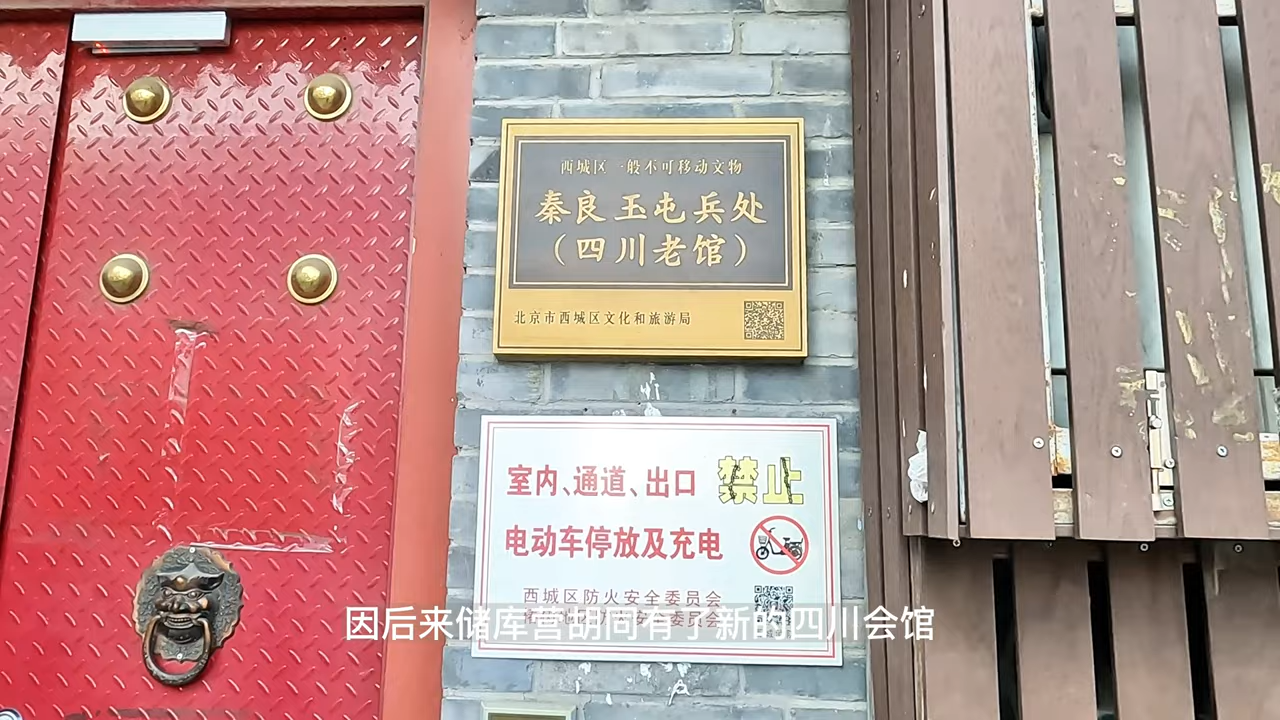 西城区一般不可移动文物
秦良玉屯兵处
（四川老馆）
北京市西城区文化和旅游局
室内、通道、出口 禁止
电动车停放及充电
西城区防火安全委员会
因后来储库营胡同有了新的四川会馆